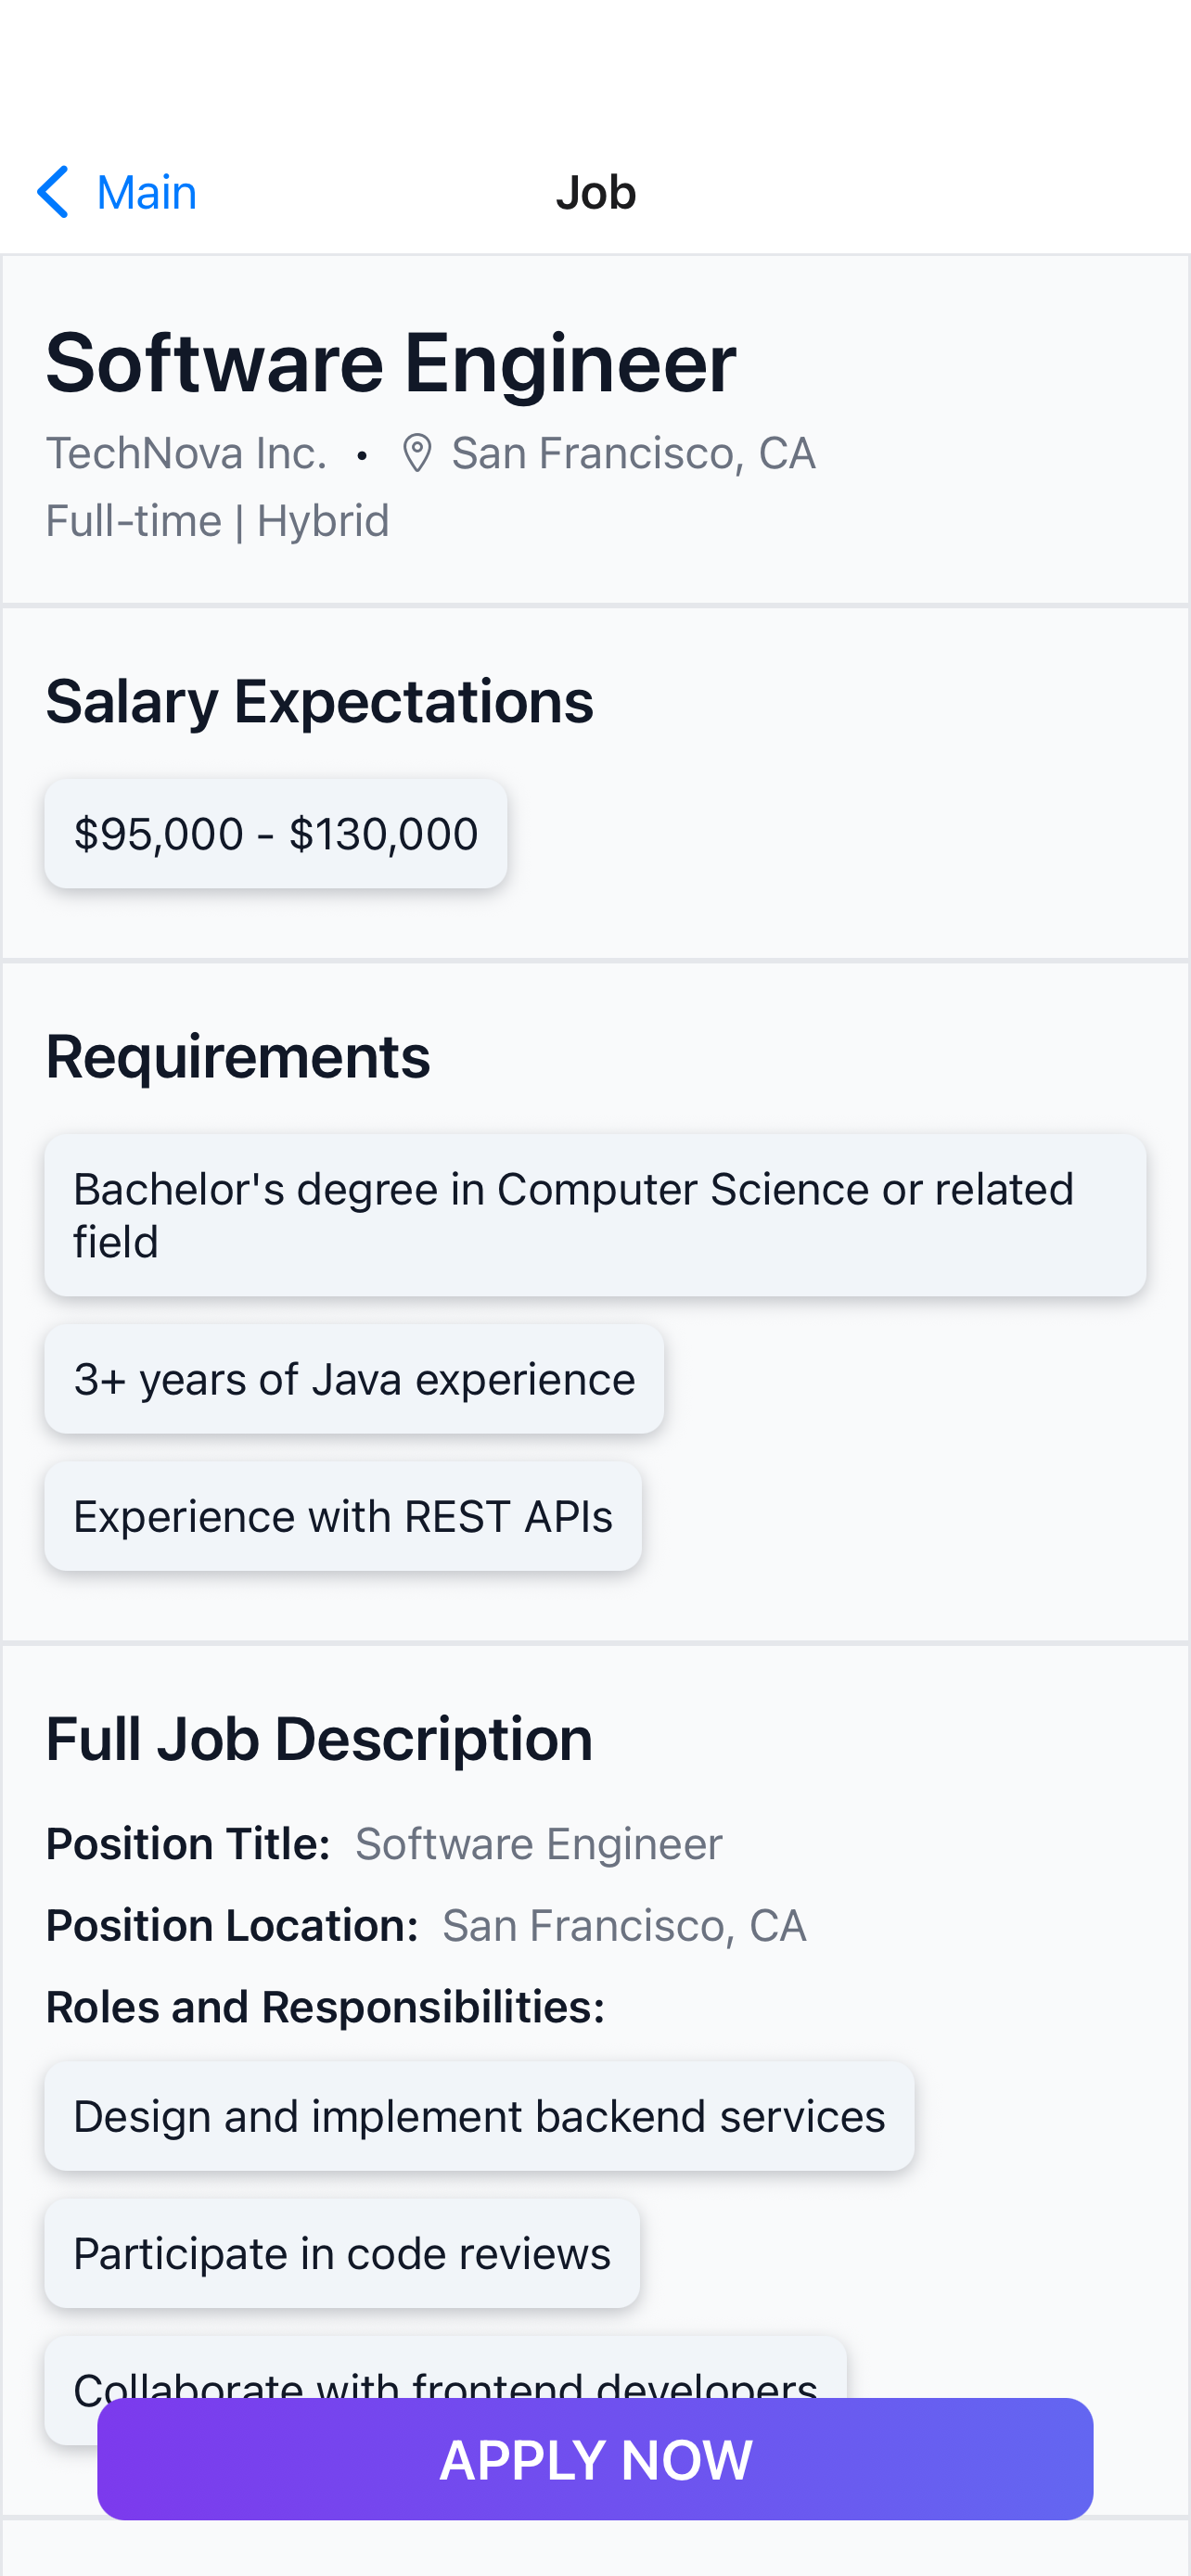 Main
Job
Software Engineer
TechNova Inc. • San Francisco, CA
Full-time | Hybrid
Salary Expectations
$95,000 - $130,000
Requirements
Bachelor's degree in Computer Science or related
field
3+ years of Java experience
Experience with REST APIs
Full Job Description
Position Title: Software Engineer
Position Location: San Francisco, CA
Roles and Responsibilities:
Design and implement backend services
Participate in code reviews
Collaborate with frontend developers
APPLY NOW